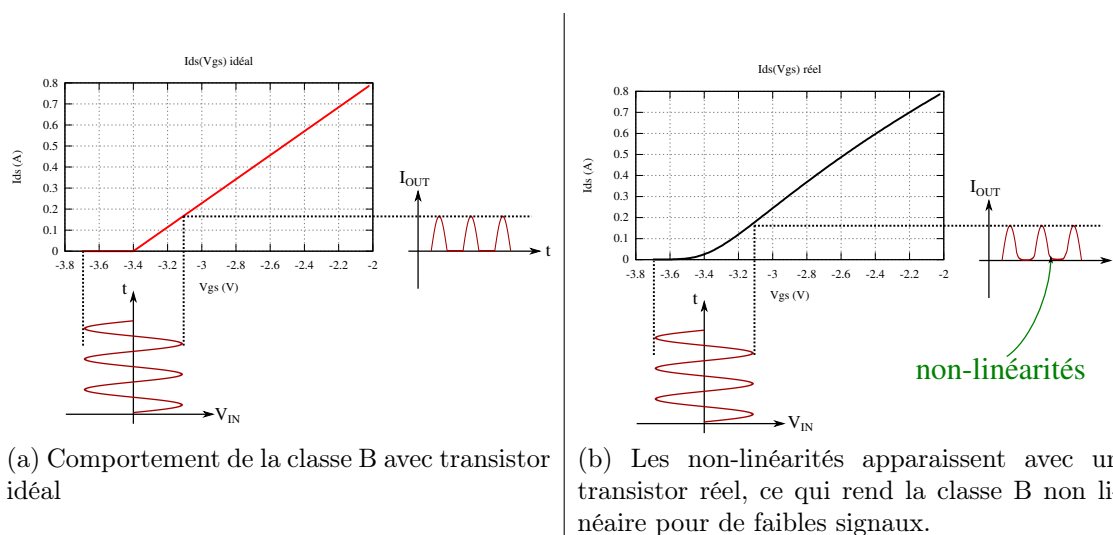 Ids(Vgs) idéal
0.8
0.7
0.6
0.5
0.4
0.3
0.2
0.1
0
Ids (A)
-3.8 -3.6 -3.4 -3.2 -3 -2.8 -2.6 -2.4 -2.2 -2
Vgs (V)
I_OUT
t
t
V_IN
(a) Comportement de la classe B avec transistor
idéal
Ids(Vgs) réel
0.8
0.7
0.6
0.5
0.4
0.3
0.2
0.1
0
Ids (A)
-3.8 -3.6 -3.4 -3.2 -3 -2.8 -2.6 -2.4 -2.2 -2
Vgs (V)
I_OUT
t
V_IN
non-linéarités
(b) Les non-linéarités apparaissent avec un
transistor réel, ce qui rend la classe B non li-
néaire pour de faibles signaux.